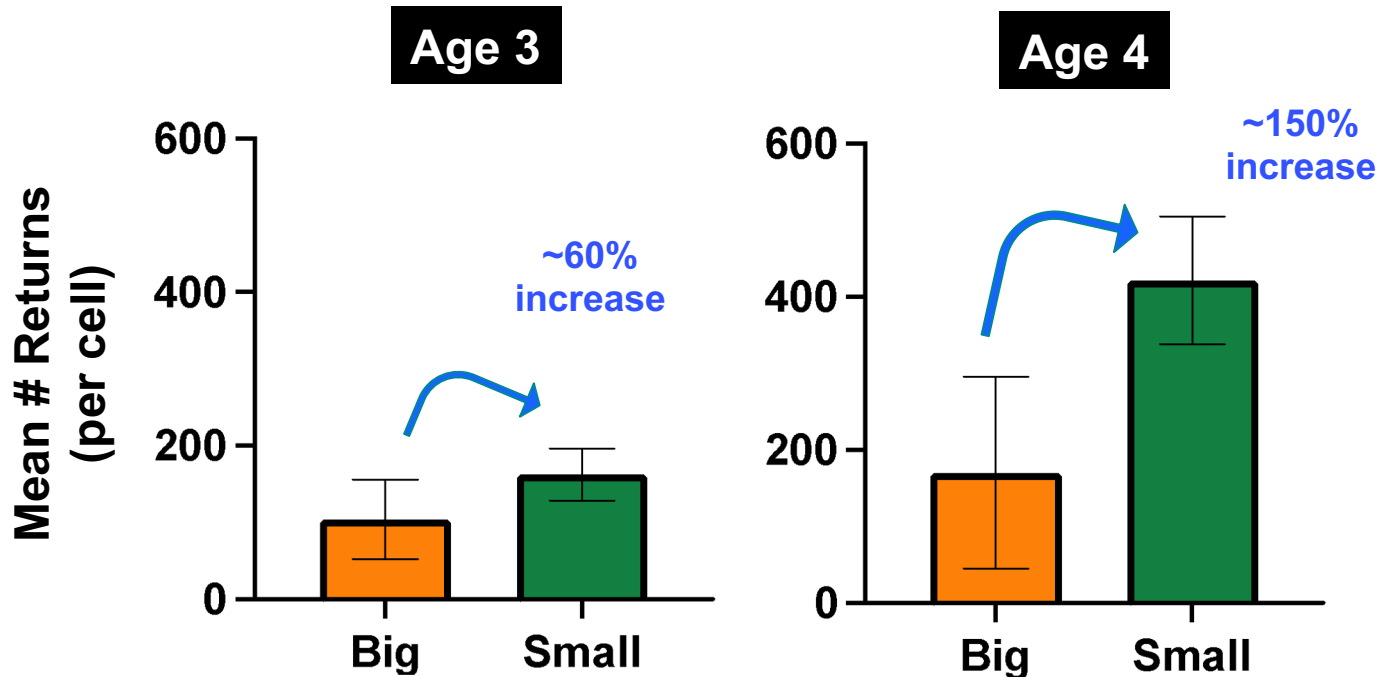 Age 3
Mean # Returns
(per cell)
600
400
200
0
~60%
increase
Big
Small
Age 4
600
400
200
0
~150%
increase
Big
Small